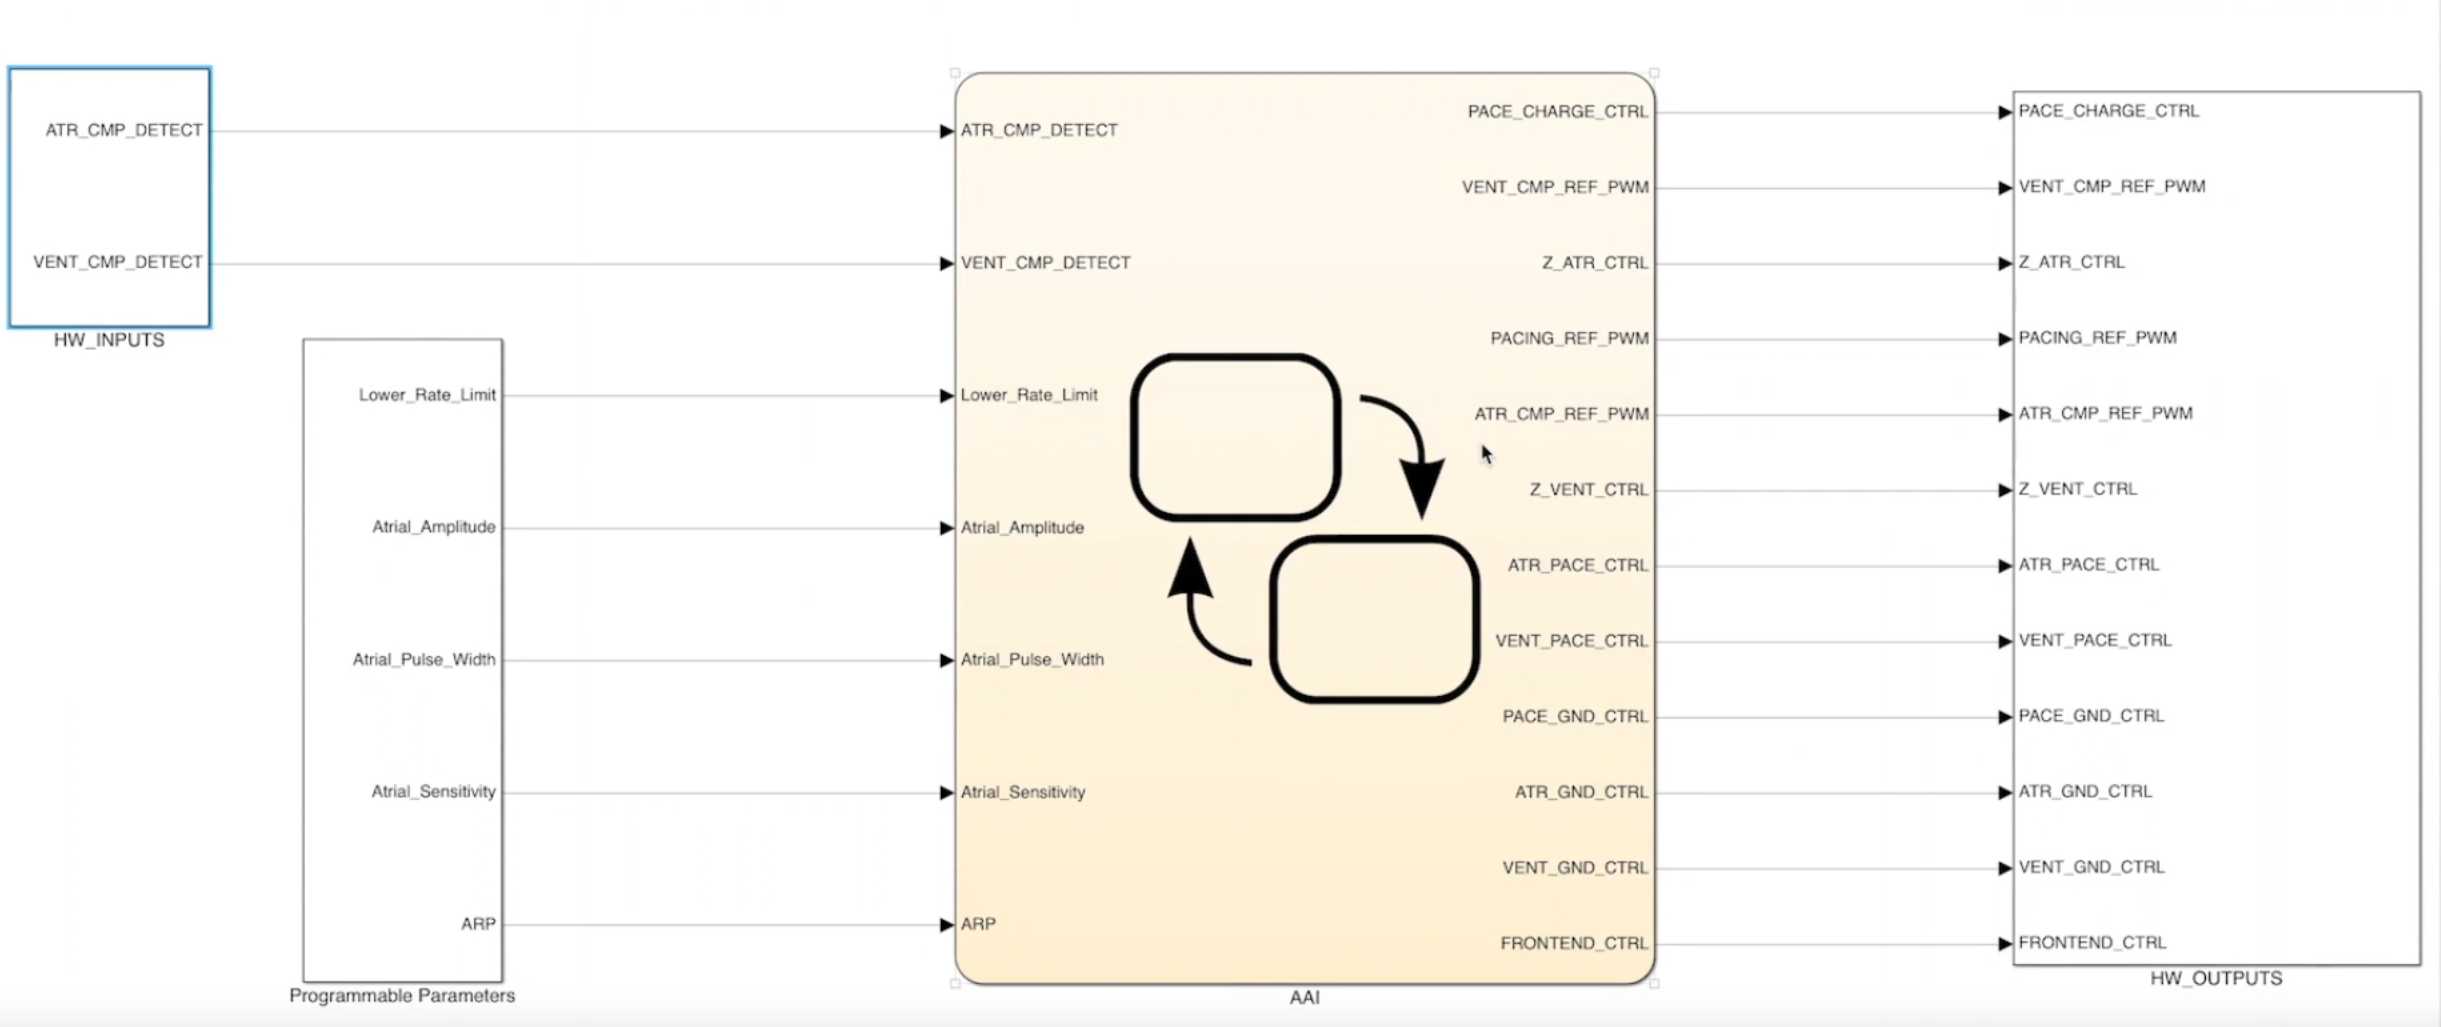 ATR_CMP_DETECT
VENT_CMP_DETECT
HW_INPUTS
Lower_Rate_Limit
Atrial_Amplitude
Atrial_Pulse_Width
Atrial_Sensitivity
ARP
Programmable Parameters
ATR_CMP_DETECT
VENT_CMP_DETECT
Lower_Rate_Limit
Atrial_Amplitude
Atrial_Pulse_Width
Atrial_Sensitivity
ARP
PACE_CHARGE_CTRL
VENT_CMP_REF_PWM
Z_ATR_CTRL
PACING_REF_PWM
ATR_CMP_REF_PWM
Z_VENT_CTRL
ATR_PACE_CTRL
VENT_PACE_CTRL
PACE_GND_CTRL
ATR_GND_CTRL
VENT_GND_CTRL
FRONTEND_CTRL
AAI
PACE_CHARGE_CTRL
VENT_CMP_REF_PWM
Z_ATR_CTRL
PACING_REF_PWM
ATR_CMP_REF_PWM
Z_VENT_CTRL
ATR_PACE_CTRL
VENT_PACE_CTRL
PACE_GND_CTRL
ATR_GND_CTRL
VENT_GND_CTRL
FRONTEND_CTRL
HW_OUTPUTS